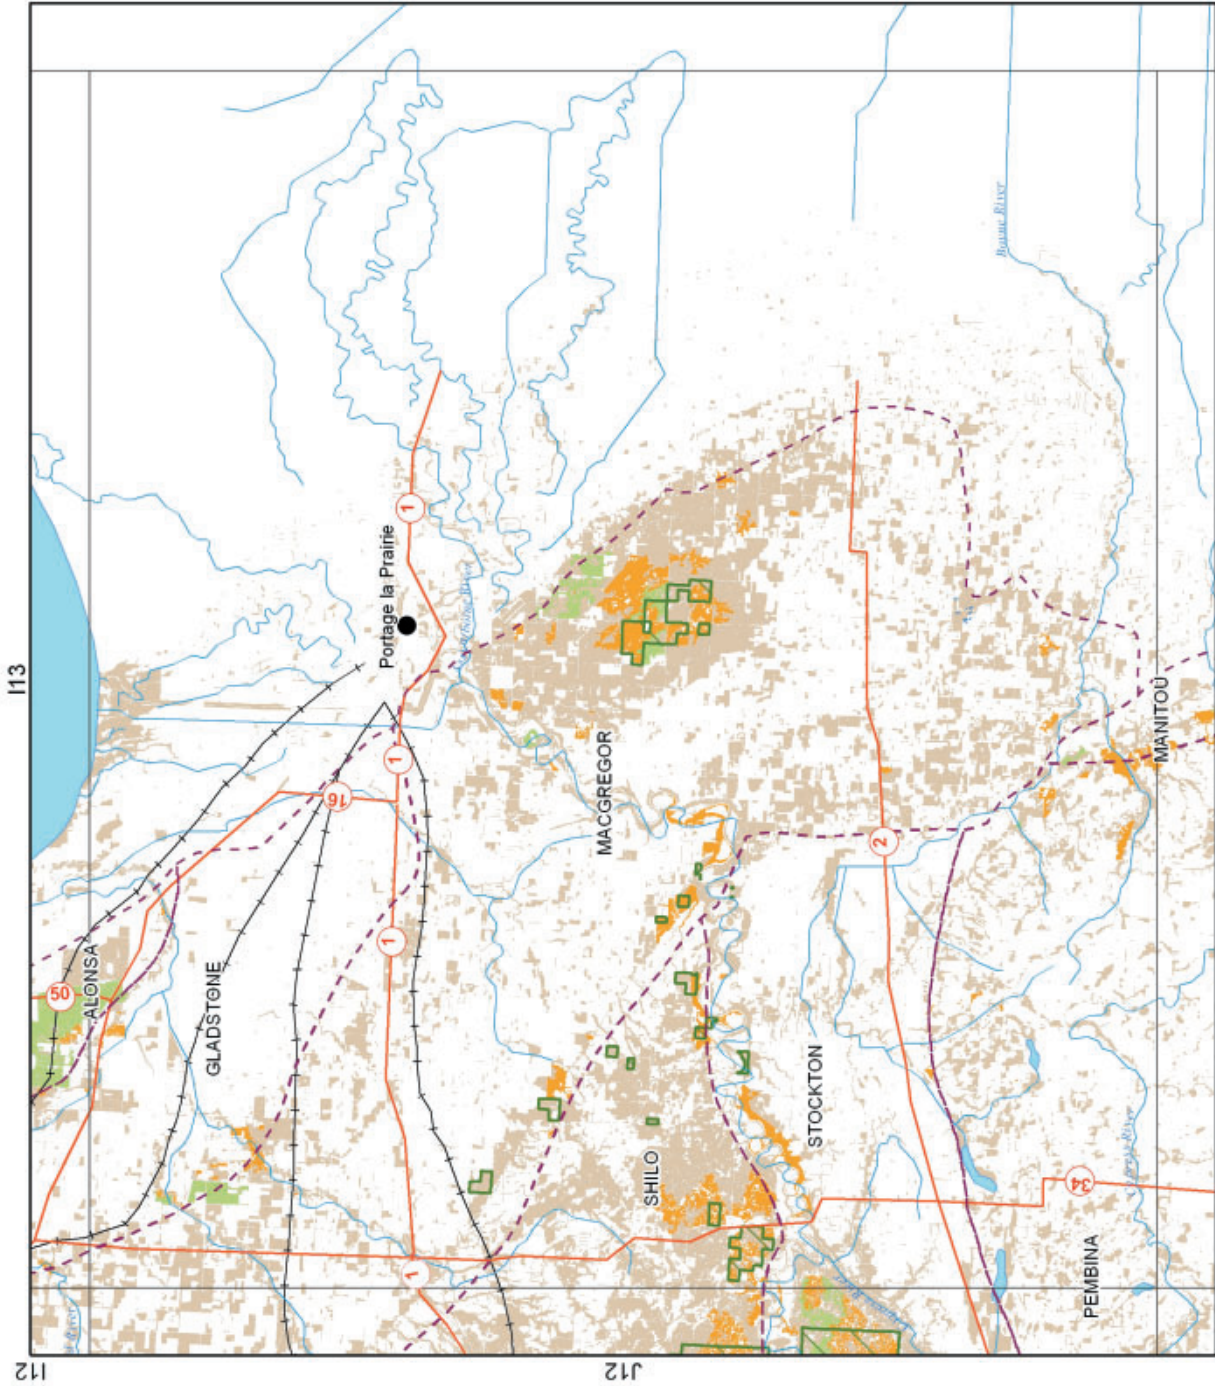 I13
I12
J12
50
ALONSA
GLADSTONE
16
1
1
1
1
Portage la Prairie
MACGREGOR
SHILO
STOCKTON
2
34
PEMBINA
MANITOU
Boyne River
River